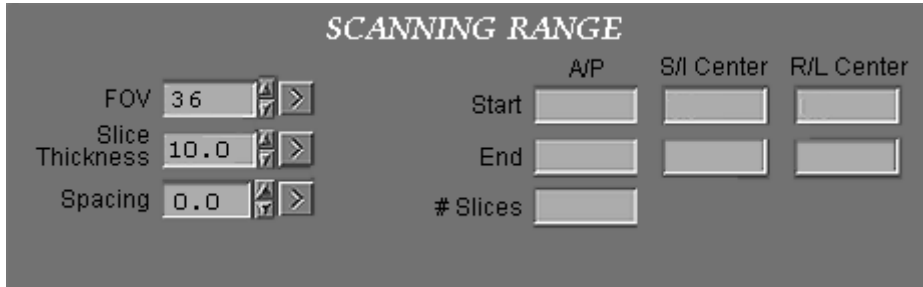 SCANNING RANGE
A/P S/I Center R/L Center
FOV 36 > Start
Slice
Thickness 10.0 > End
Spacing 0.0 > # Slices